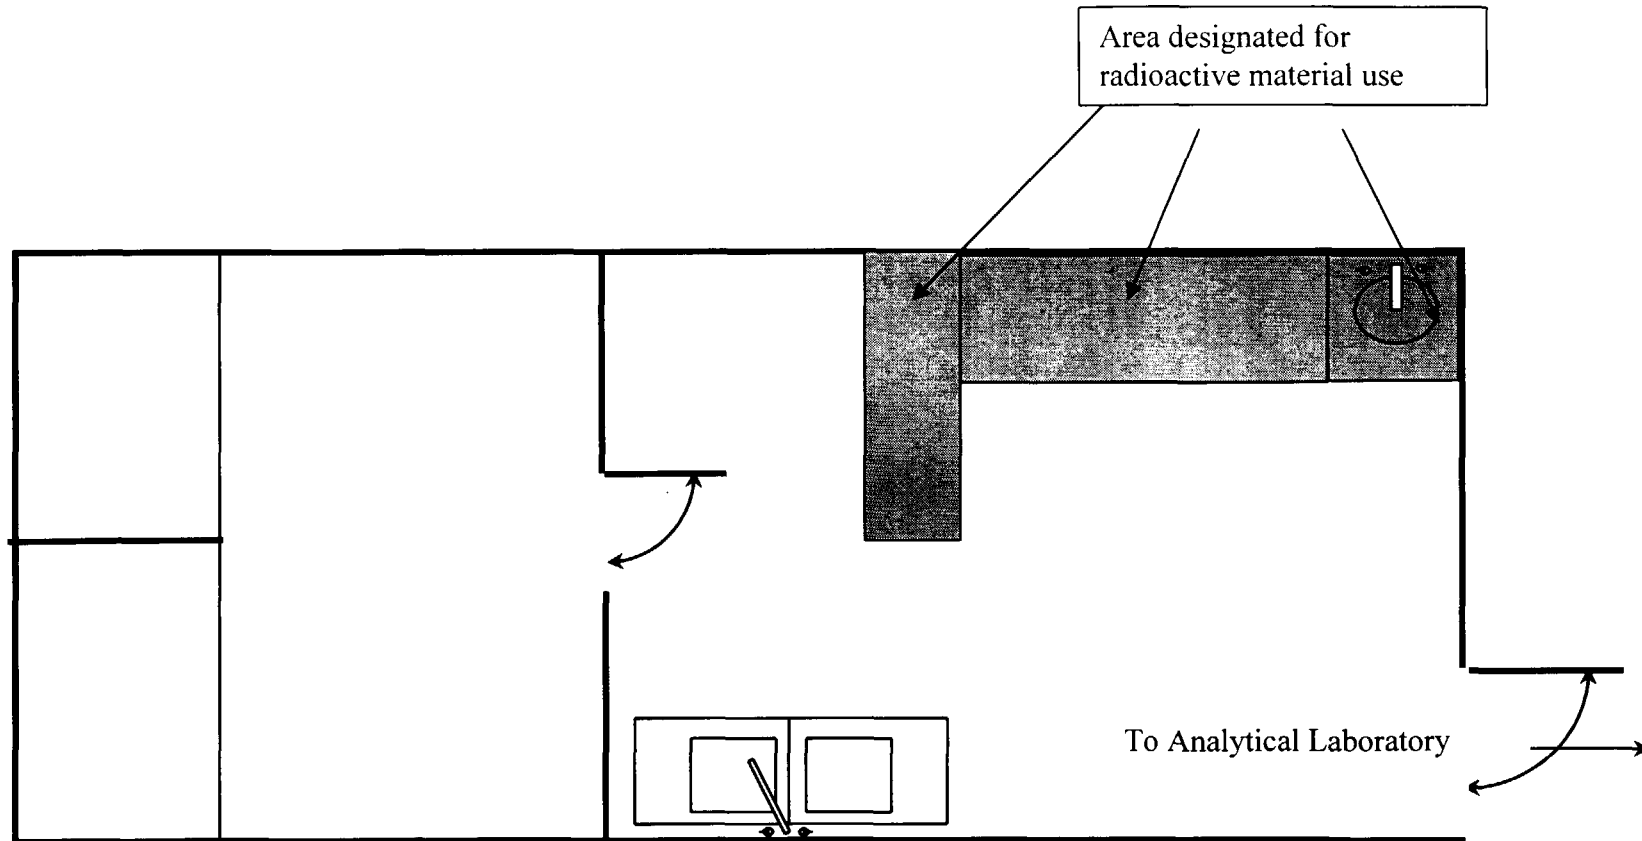 Area designated for
radioactive material use
To Analytical Laboratory